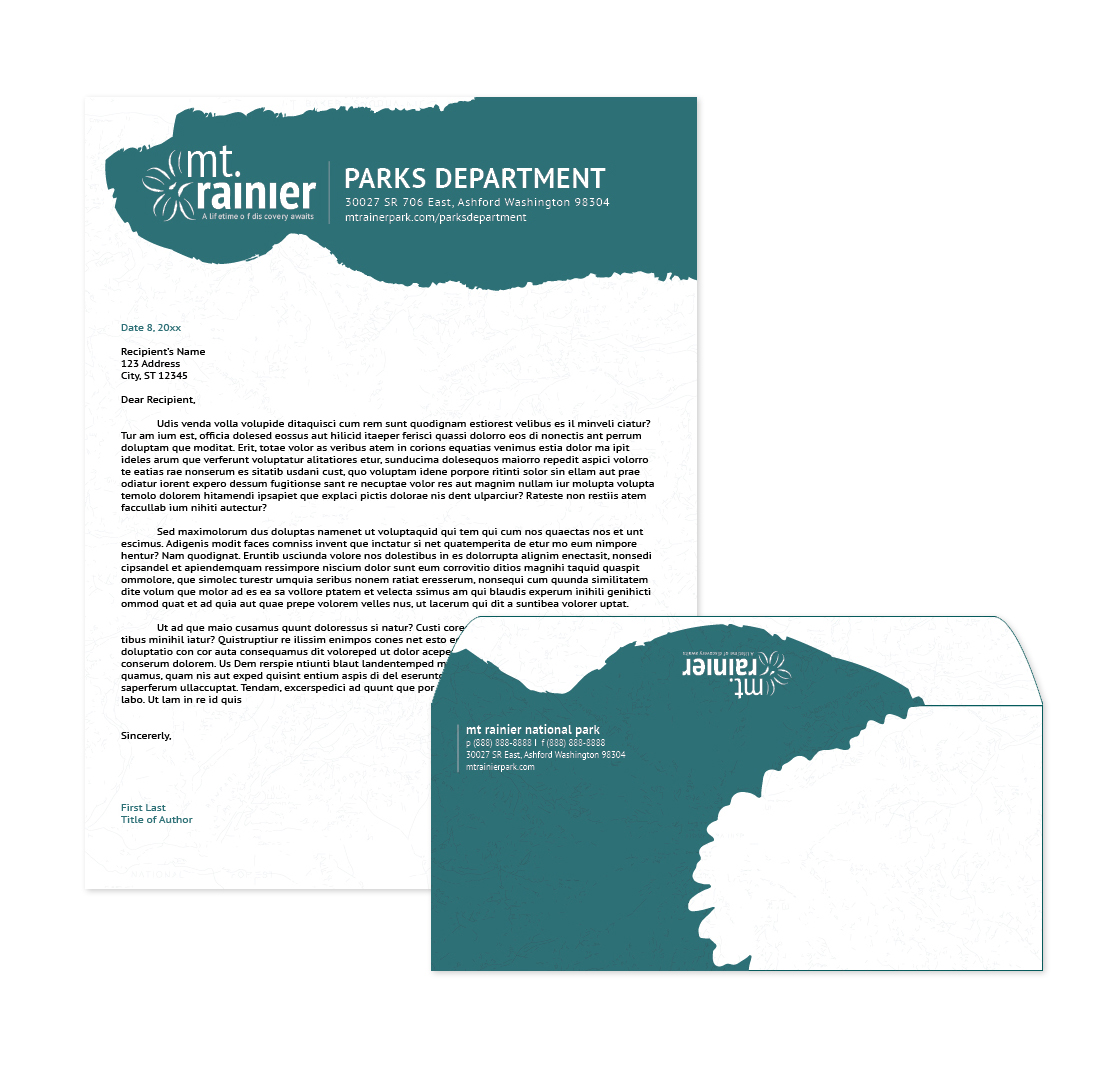 mt.
rainier
A lifetime of discovery awaits
PARKS DEPARTMENT
30027 SR 706 East, Ashford Washington 98304
mtrainerpark.com/parksdepartment
Date 8, 20xx
Recipient's Name
123 Address
City, ST 12345
Dear Recipient,
Udis venda volla volupide ditaquisci cum rem sunt quodignam estiorest velibus es il minveli ciatur?
Tur am ium est, officia dolesed eossus aut hilicid itaeper ferisci quassi dolorro eos di nonectis ant perrum
doluptam que moditat. Erit, totae volor as veribus atem in corions equatias venimus estia dolor ma ipit
ideles arum que verferunt voluptatur alitatiores etur, sunducima dolesequos maiorro repedit aspici volorro
te eatias rae nonserum es sitatib usdani cust, quo voluptam idene porpore ritinti solor sin ellam aut prae
odiatur iorent expero dessum fugitionse sant re necuptae volor res aut magnim nullam iur molupta volupta
temolo dolorem hitamendi ipsapiet que explaci pictis dolorae nis dent ulparciur? Rateste non restiis atem
faccullab ium nihiti autectur?
Sed maximolorum dus doluptas namenet ut voluptaquid qui tem qui cum nos quaectas nos et unt
escimus. Adigenis modit faces comniss invent que inctatur si net quatemperita de etur mo eum nimpore
hentur? Nam quodignat. Eruntib usciunda volore nos dolestibus in es dolorrupta alignim enectasit, nonsedi
cipsandel et apiendemquam ressimpore niscium dolor sunt eum corrovitio ditios magnihi taquid quaspit
ommolore, que simolec turestr umquia seribus nonem ratiat eresserum, nonsequi cum quunda similitatem
dite volum que molor ad es ea sa vollore ptatem et velecta ssimus am qui blaudis experum inihili genihicti
ommod quat et ad quia aut quae prepe volorem velles nus, ut lacerum qui dit a suntibea volorer uptat.
Ut ad que maio cusamus quunt doloressus si natur? Custi core
tibus minihil iatur? Quistruptiur re ilissim enimpos cones net esto
doluptatio con cor auta consequamus dit voloreped ut dolor acepe
conserum dolorem. Us Dem rerspie ntiunti blaut landentemped
quamus, quam nis aut exped quisint entium aspis di del eserunt
saperferum ullaccuptat. Tendam, excerspedici ad quunt que por
labo. Ut lam in re id quis
Sincererly,
First Last
Title of Author
mt.
rainier
A lifetime of discovery awaits
mt rainier national park
p (888) 888-8888 I f (888) 888-8888
30027 SR East, Ashford Washington 98304
mtrainierpark.com